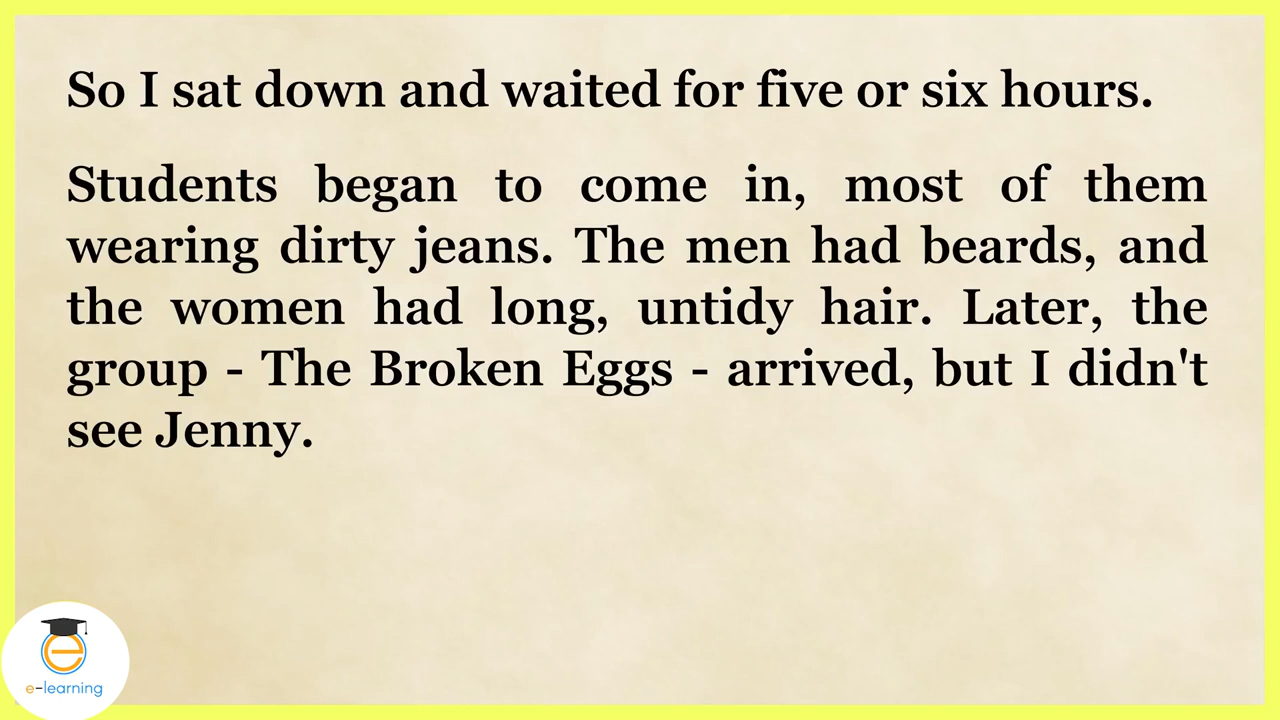 So I sat down and waited for five or six hours.
Students began to come in, most of them
wearing dirty jeans. The men had beards, and
the women had long, untidy hair. Later, the
group - The Broken Eggs - arrived, but I didn't
see Jenny.
e
e-learning